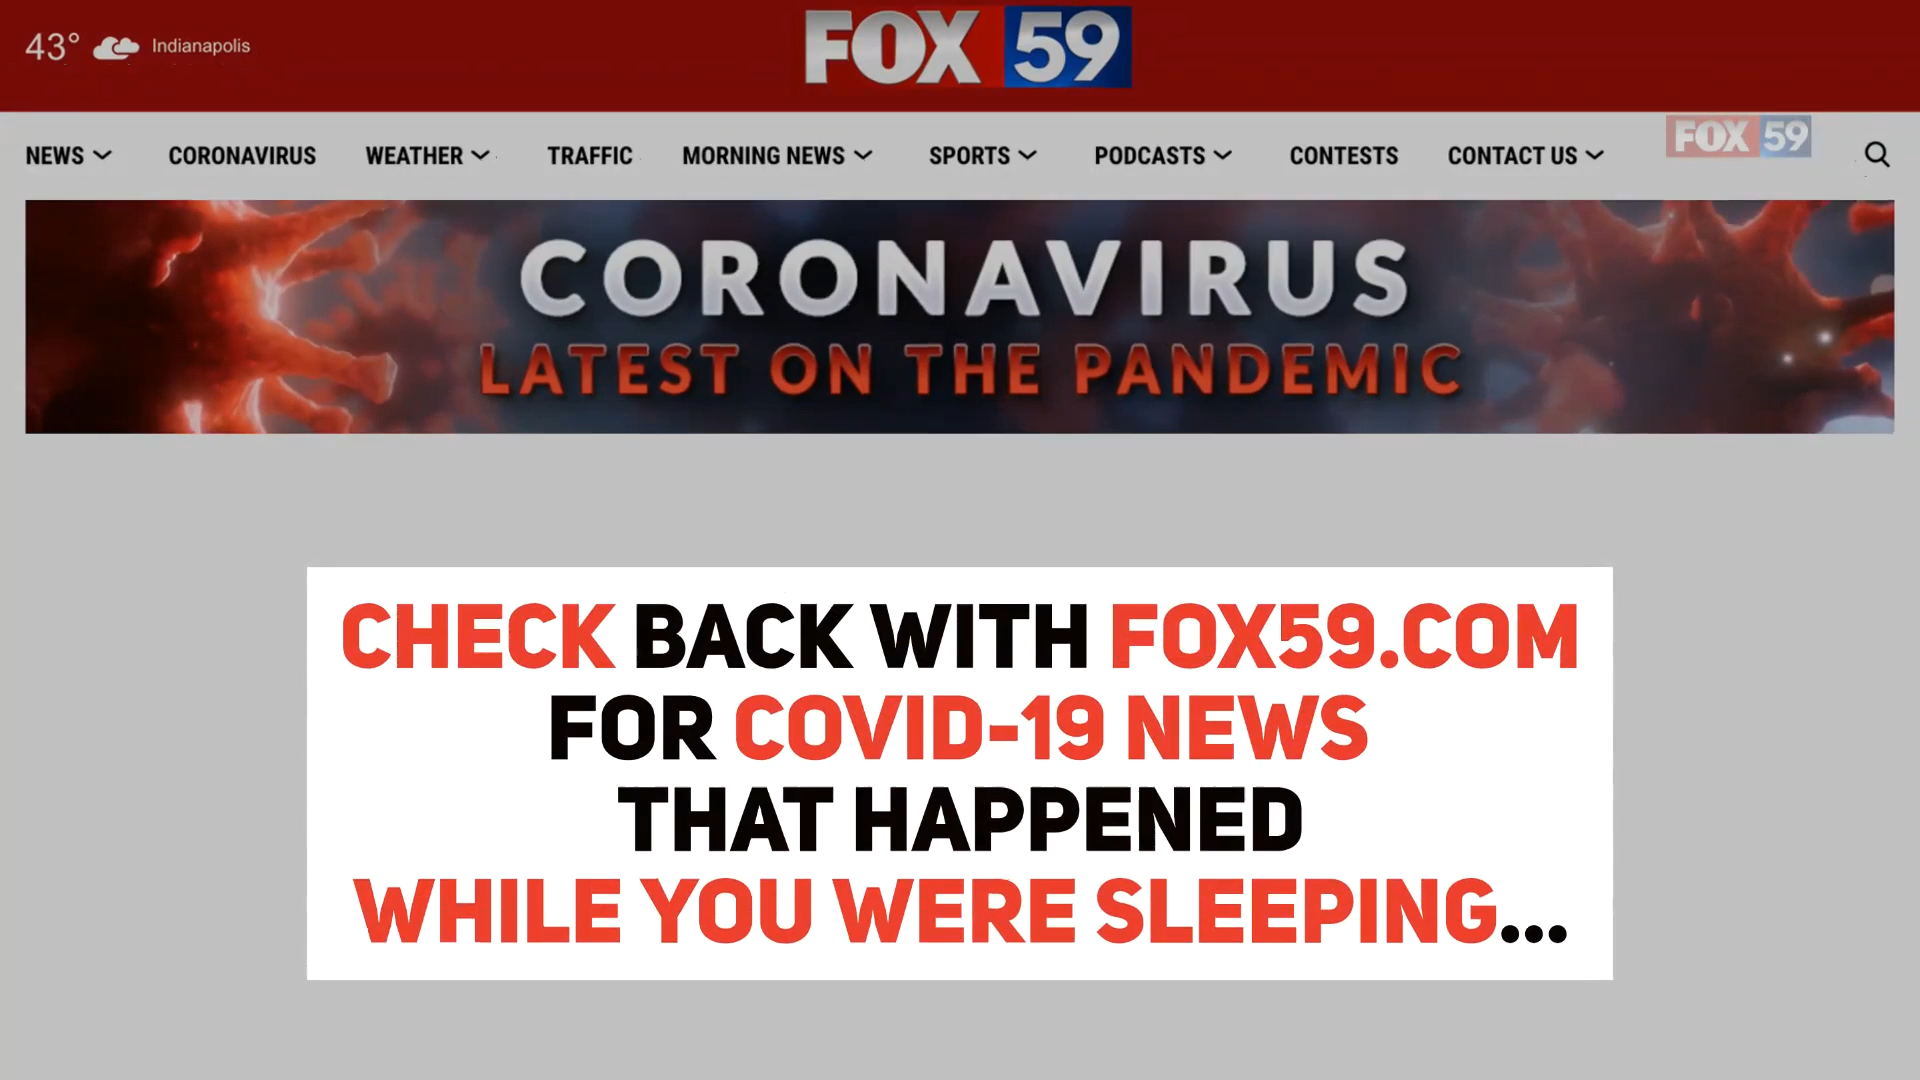 43° Indianapolis
FOX 59
NEWS CORONAVIRUS WEATHER TRAFFIC MORNING NEWS SPORTS PODCASTS CONTESTS CONTACT US FOX 59
CORONAVIRUS
LATEST ON THE PANDEMIC
CHECK BACK WITH FOX59.COM
FOR COVID-19 NEWS
THAT HAPPENED
WHILE YOU WERE SLEEPING...